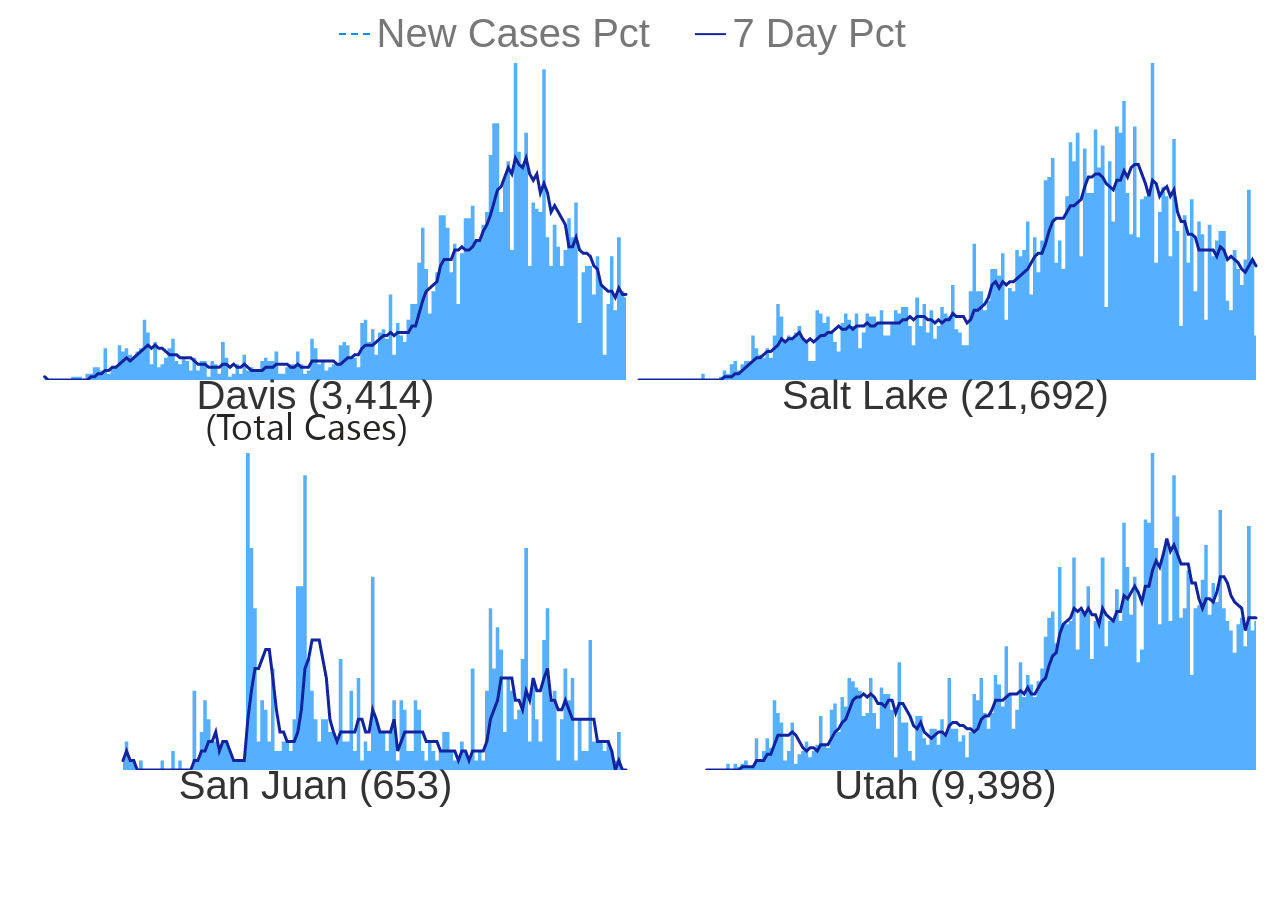 New Cases Pct 7 Day Pct
Davis (3,414)
(Total Cases)
Salt Lake (21,692)
San Juan (653)
Utah (9,398)